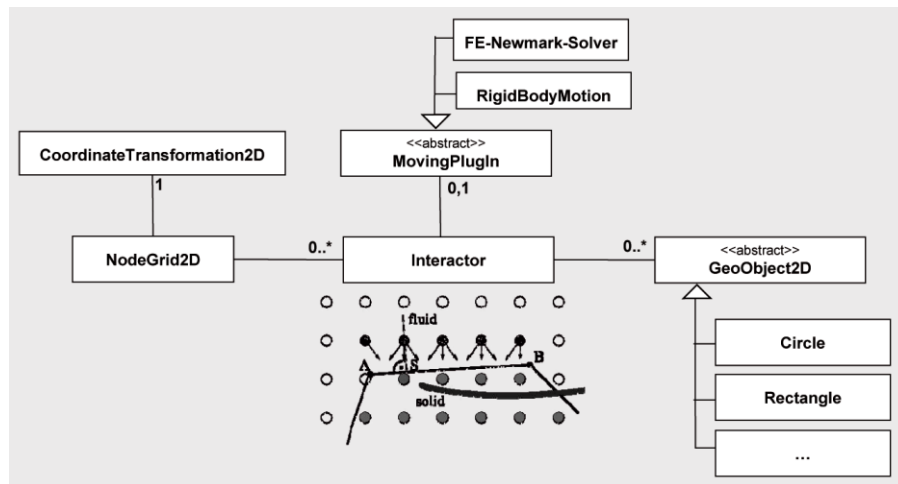 FE-Newmark-Solver
RigidBodyMotion
<<abstract>>
MovingPlugIn
0,1
CoordinateTransformation2D
1
NodeGrid2D
0..*
Interactor
0..*
<<abstract>>
GeoObject2D
fluid
A
S
B
solid
Circle
Rectangle
...